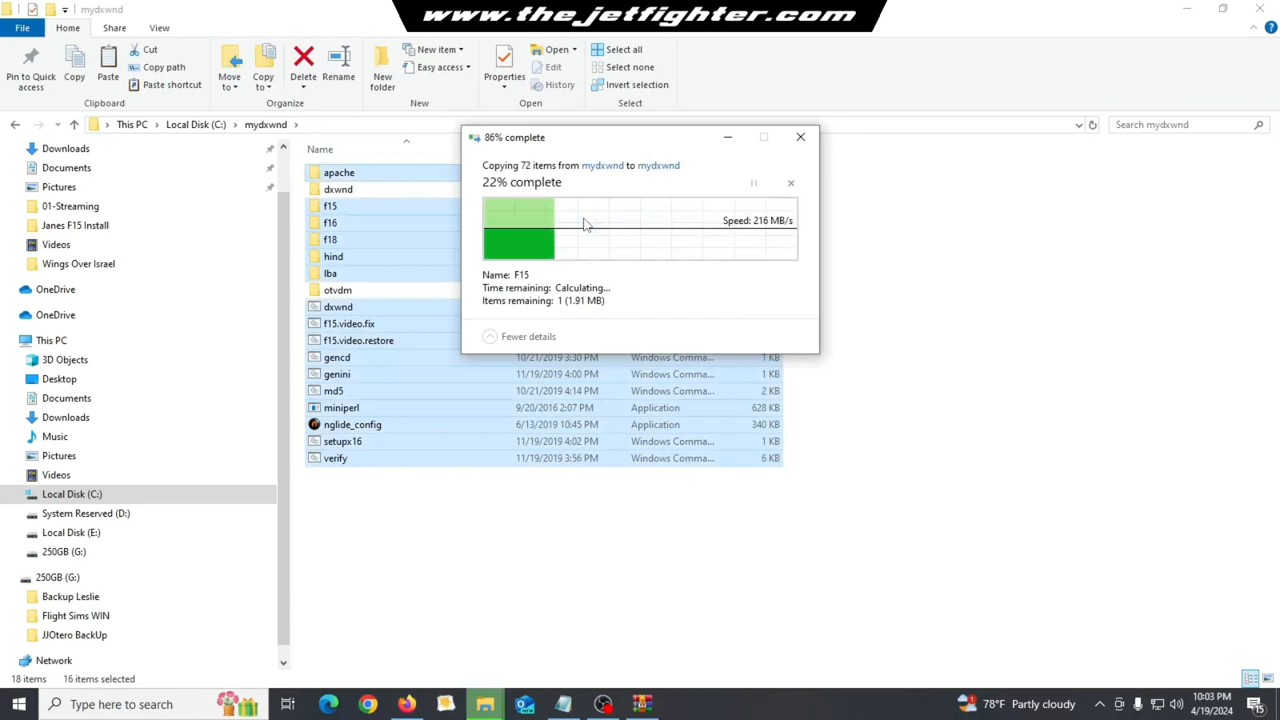 mydxwnd
www.thejetfighter.com
File Home Share View
Pin to Quick access
Copy
Paste
Cut
Copy path
Paste shortcut
Clipboard
Move to
Copy to
Delete
Rename
Organize
New folder
New item
Easy access
New
Properties
Open
Edit
History
Open
Select all
Select none
Invert selection
Select
This PC > Local Disk (C:) > mydxwnd >
Search mydxwnd
Downloads
Documents
Pictures
01-Streaming
Janes F15 Install
Videos
Wings Over Israel
OneDrive
OneDrive
This PC
3D Objects
Desktop
Documents
Downloads
Music
Pictures
Videos
Local Disk (C:)
System Reserved (D:)
Local Disk (E:)
250GB (G:)
250GB (G:)
Backup Leslie
Flight Sims WIN
JJOtero BackUp
Network
Name
apache
dxwnd
f15
f16
f18
hind
lba
otvdm
dxwnd
f15.video.fix
f15.video.restore
gencd 10/21/2019 3:30 PM Windows Comma... 1 KB
genini 11/19/2019 4:00 PM Windows Comma... 1 KB
md5 10/21/2019 4:14 PM Windows Comma... 2 KB
miniperl 9/20/2016 2:07 PM Application 628 KB
nglide_config 6/13/2019 10:45 PM Application 340 KB
setupx16 11/19/2019 4:02 PM Windows Comma... 1 KB
verify 11/19/2019 3:56 PM Windows Comma... 6 KB
86% complete
Copying 72 items from mydxwnd to mydxwnd
22% complete
Speed: 216 MB/s
Name: F15
Time remaining: Calculating...
Items remaining: 1 (1.91 MB)
Fewer details
18 items 16 items selected
Type here to search
78°F Partly cloudy
10:03 PM
4/19/2024
15